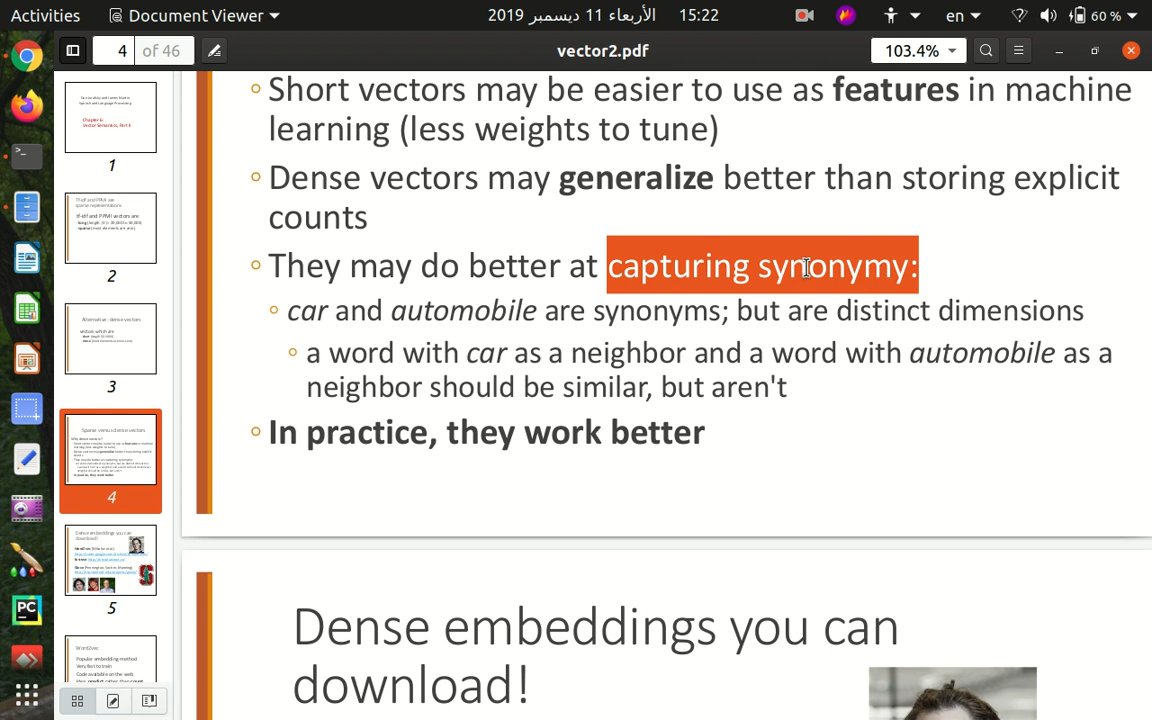 Activities
Document Viewer
الأربعاء 11 ديسمبر 2019
15:22
en
60 %
4 of 46
vector2.pdf
103.4%
1
2
3
4
5
Short vectors may be easier to use as features in machine
learning (less weights to tune)
Dense vectors may generalize better than storing explicit
counts
They may do better at capturing synonymy:
car and automobile are synonyms; but are distinct dimensions
a word with car as a neighbor and a word with automobile as a
neighbor should be similar, but aren't
In practice, they work better
Dense embeddings you can
download!